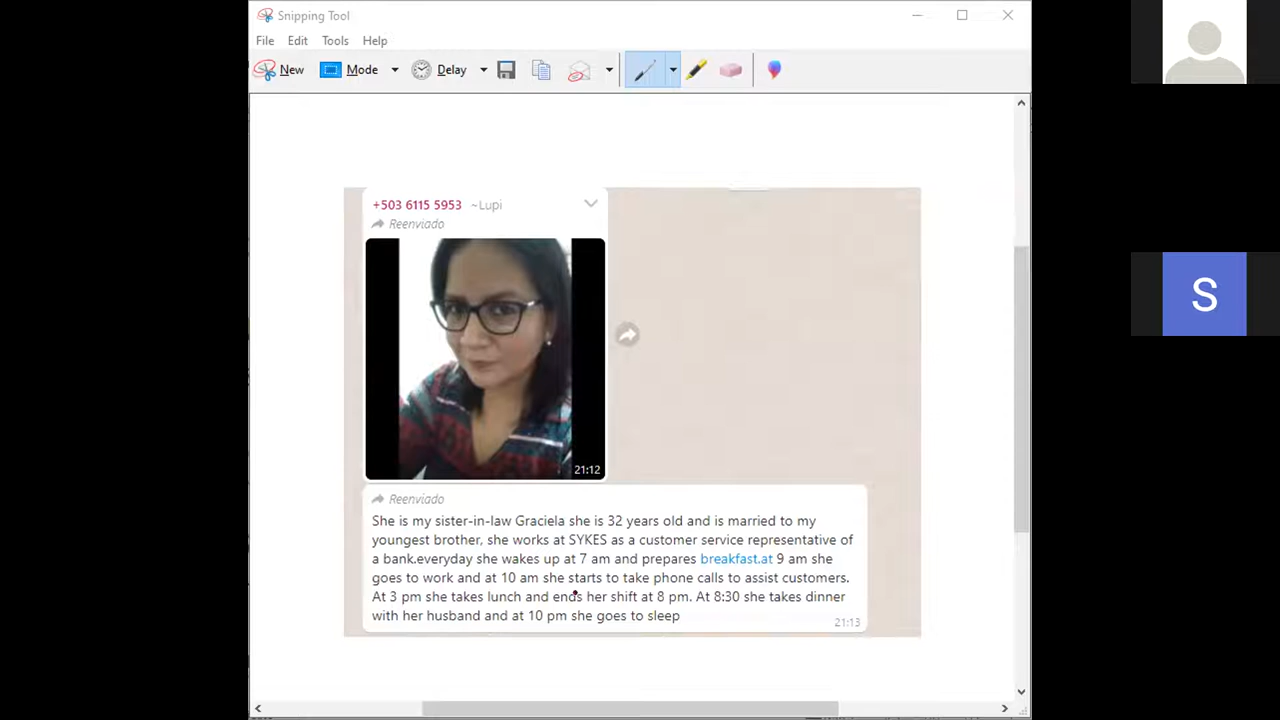 Snipping Tool
File Edit Tools Help
New Mode Delay
+503 6115 5953 ~Lupi
Reenviado
21:12
Reenviado
She is my sister-in-law Graciela she is 32 years old and is married to my
youngest brother, she works at SYKES as a customer service representative of
a bank.everyday she wakes up at 7 am and prepares breakfast.at 9 am she
goes to work and at 10 am she starts to take phone calls to assist customers.
At 3 pm she takes lunch and ends her shift at 8 pm. At 8:30 she takes dinner
with her husband and at 10 pm she goes to sleep
21:13
S